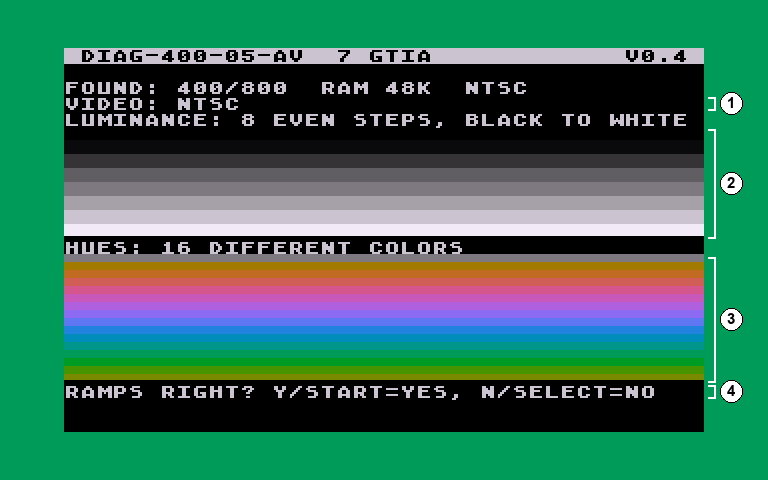 DIAG-400-05-AV  7 GTIA  V0.4
FOUND: 400/800  RAM 48K  NTSC
VIDEO: NTSC
1
LUMINANCE: 8 EVEN STEPS, BLACK TO WHITE
2
HUES: 16 DIFFERENT COLORS
3
RAMPS RIGHT? Y/START=YES, N/SELECT=NO
4